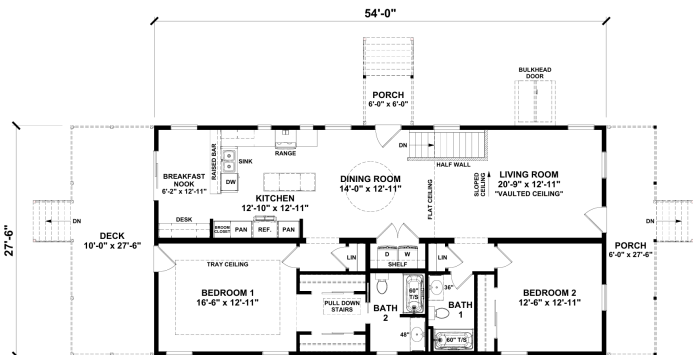 54'-0"
BULKHEAD
DOOR
PORCH
6'-0" x 6'-0"
RAISED BAR
SINK
DW
RANGE
DN
HALF WALL
BREAKFAST
NOOK
6'-2" x 12'-11"
KITCHEN
12'-10" x 12'-11"
DINING ROOM
14'-0" x 12'-11"
FLAT CEILING
SLOPED
CEILING
LIVING ROOM
20'-9" x 12'-11"
"VAULTED CEILING"
DESK
BROOM
CLOSET
PAN
REF.
PAN
DN
DECK
10'-0" x 27'-6"
27'-6"
DN
PORCH
6'-0" x 27'-6"
LIN
D
W
SHELF
LIN
TRAY CEILING
BEDROOM 1
16'-6" x 12'-11"
PULL DOWN
STAIRS
BATH
2
60"
T/S
48"
36"
BATH
1
60" T/S
BEDROOM 2
12'-6" x 12'-11"